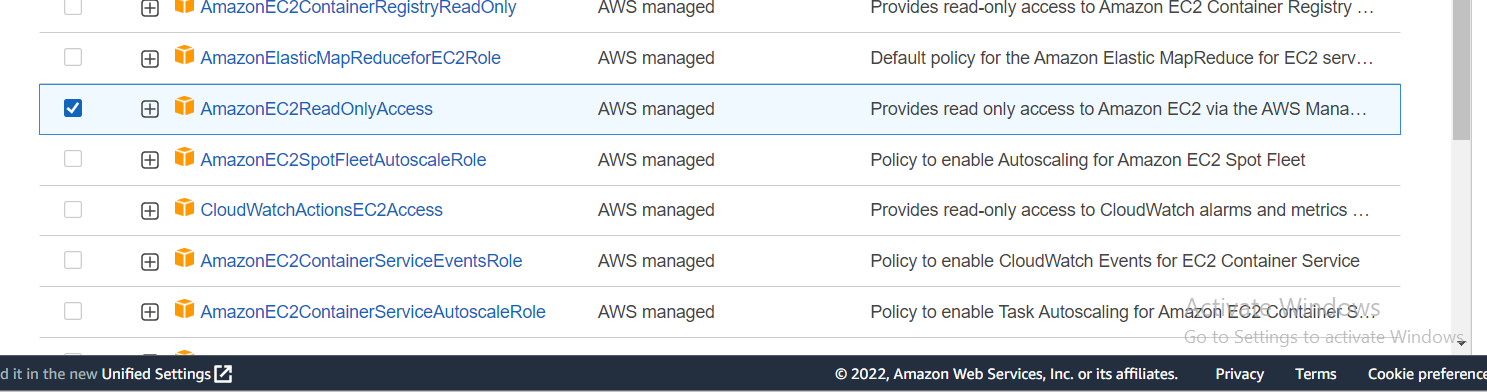 AmazonEC2ContainerRegistryReadOnly AWS managed Provides read-only access to Amazon EC2 Container Registry …
AmazonElasticMapReduceforEC2Role AWS managed Default policy for the Amazon Elastic MapReduce for EC2 serv…
AmazonEC2ReadOnlyAccess AWS managed Provides read only access to Amazon EC2 via the AWS Mana…
AmazonEC2SpotFleetAutoscaleRole AWS managed Policy to enable Autoscaling for Amazon EC2 Spot Fleet
CloudWatchActionsEC2Access AWS managed Provides read-only access to CloudWatch alarms and metrics …
AmazonEC2ContainerServiceEventsRole AWS managed Policy to enable CloudWatch Events for EC2 Container Service
AmazonEC2ContainerServiceAutoscaleRole AWS managed Policy to enable Task Autoscaling for Amazon EC2 Container S…
Activate Windows
Go to Settings to activate Windows.
d it in the new Unified Settings © 2022, Amazon Web Services, Inc. or its affiliates. Privacy Terms Cookie preference